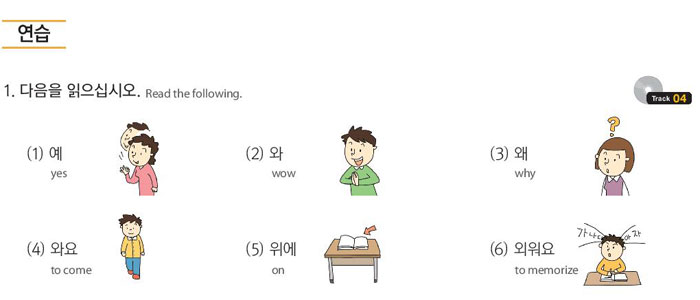 연습
1. 다음을 읽으십시오. Read the following.
Track 04
(1) 예
yes
(2) 와
wow
?
(3) 왜
why
(4) 와요
to come
(5) 위에
on
(6) 외워요
to memorize
가나다
자